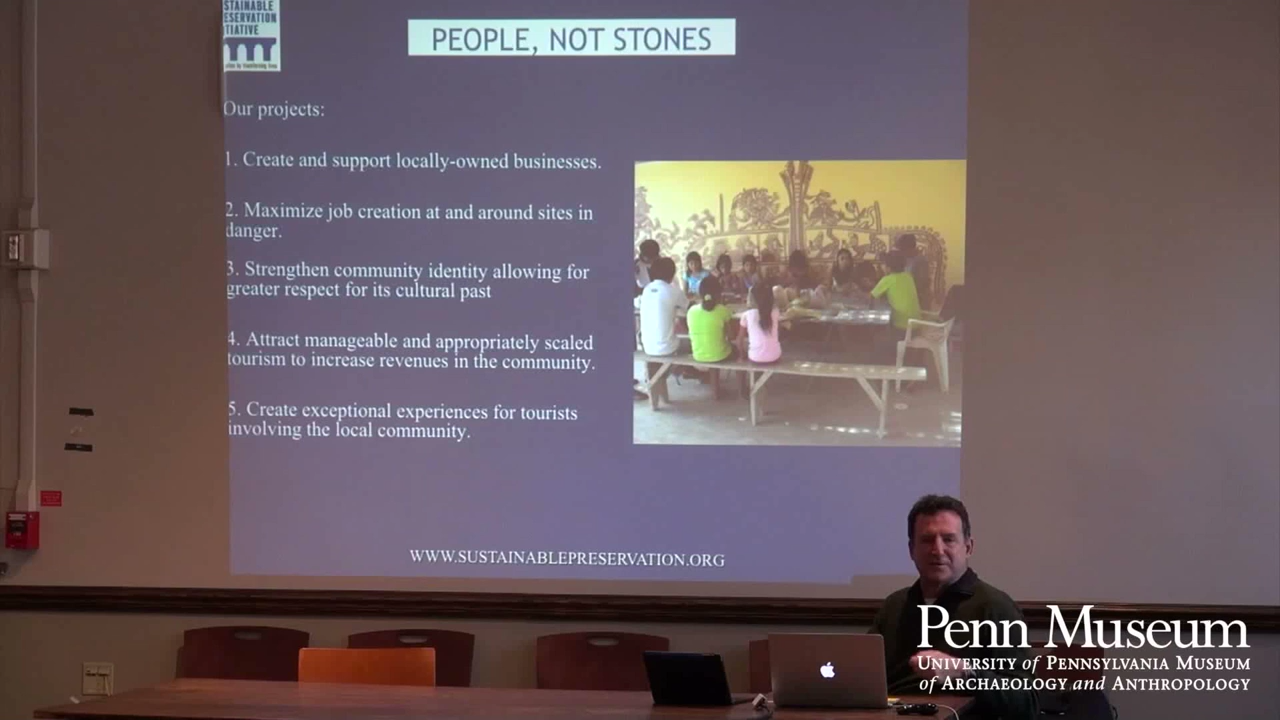 STAINABLE
ESERVATION
ITIATIVE
PEOPLE, NOT STONES
Our projects:
1. Create and support locally-owned businesses.
2. Maximize job creation at and around sites in
danger.
3. Strengthen community identity allowing for
greater respect for its cultural past
4. Attract manageable and appropriately scaled
tourism to increase revenues in the community.
5. Create exceptional experiences for tourists
involving the local community.
WWW.SUSTAINABLEPRESERVATION.ORG
Penn Museum
UNIVERSITY of PENNSYLVANIA MUSEUM
of ARCHAEOLOGY and ANTHROPOLOGY